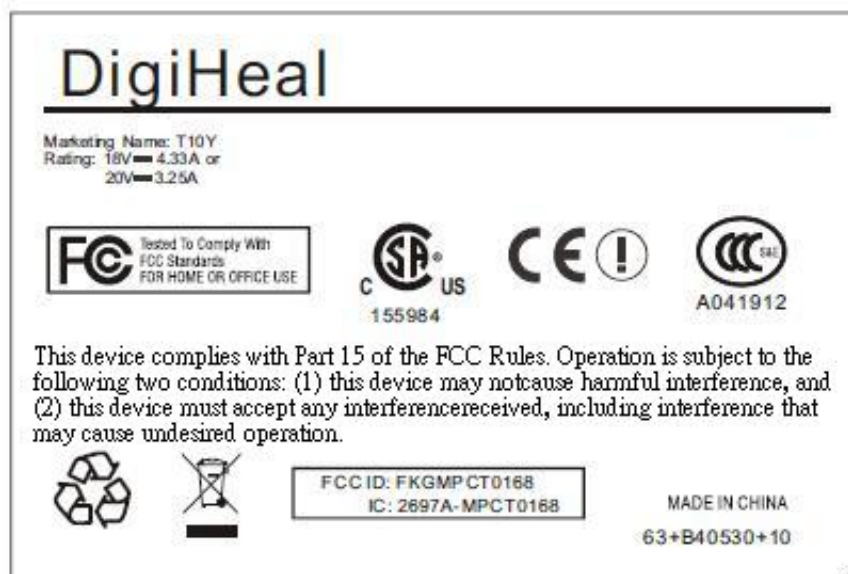 DigiHeal
Marketing Name: T10Y
Rating: 18V⎓4.33A or
20V⎓3.25A
FC Tested To Comply With
FCC Standards
FOR HOME OR OFFICE USE
C SA ® US
155984
CE
!
CCC S&E
A041912
This device complies with Part 15 of the FCC Rules. Operation is subject to the
following two conditions: (1) this device may notcause harmful interference, and
(2) this device must accept any interferencereceived, including interference that
may cause undesired operation.
FCC ID: FKGMPCT0168
IC: 2697A-MPCT0168
MADE IN CHINA
63+B40530+10